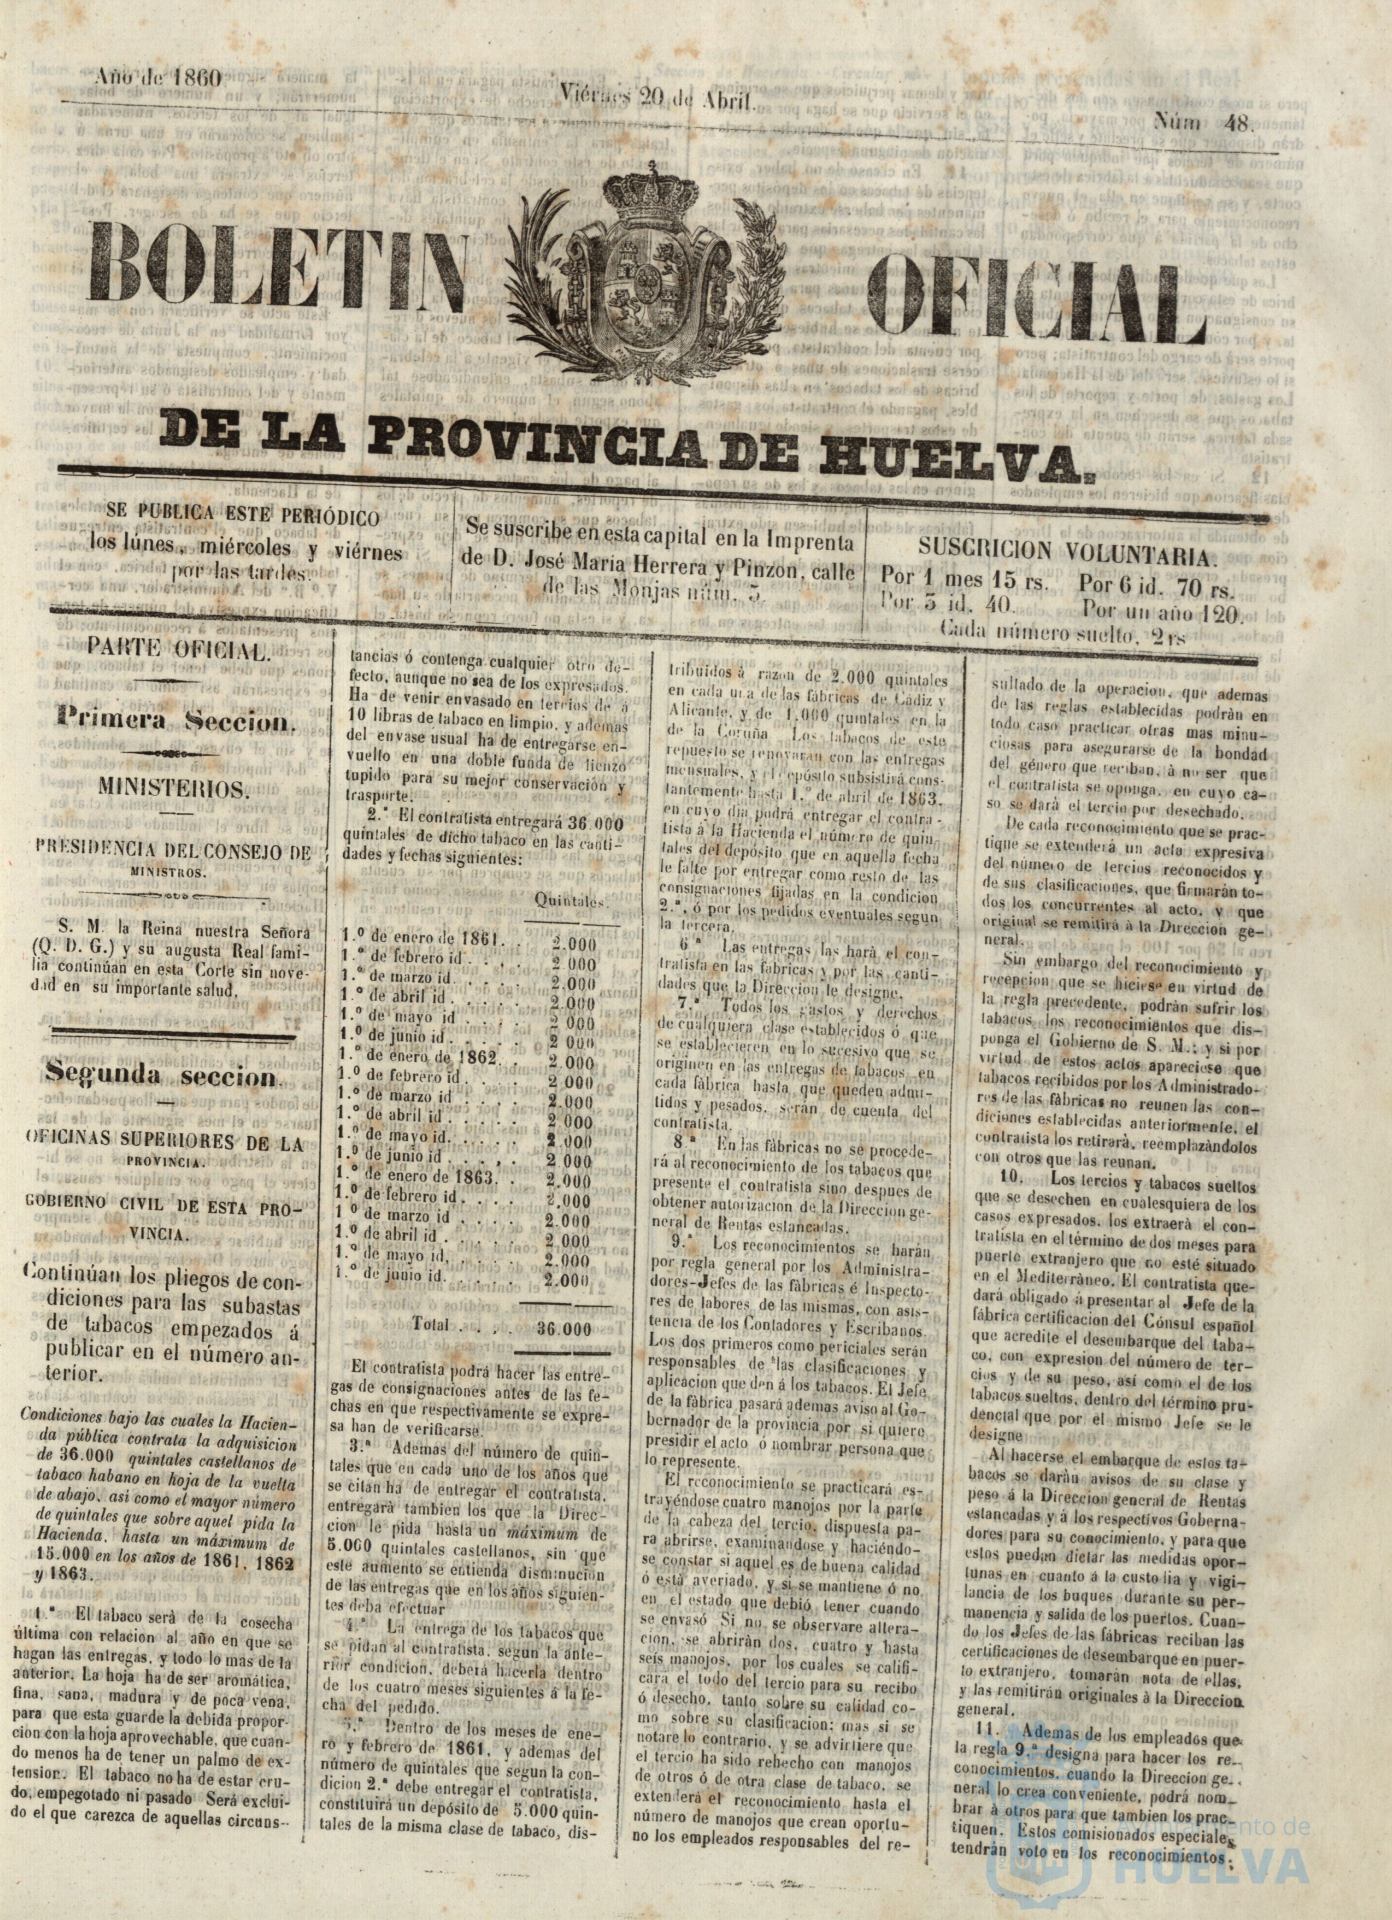 Año de 1860
Viérnes 20 de Abril.
Núm 48.
BOLETIN OFICIAL
DE LA PROVINCIA DE HUELVA.
SE PUBLICA ESTE PERIÓDICO
los lúnes, miércoles y viérnes
por las tardes.
Se suscribe en esta capital en la Imprenta
de D. José Maria Herrera y Pinzon, calle
de las Monjas núm. 5.
SUSCRICION VOLUNTARIA.
Por 1 mes 15 rs. Por 6 id. 70 rs.
Por 3 id. 40. Por un año 120.
Cada número suelto, 2 rs
PARTE OFICIAL.
Primera Seccion.
MINISTERIOS.
PRESIDENCIA DEL CONSEJO DE
MINISTROS.
S. M. la Reina nuestra Señora
(Q. D. G.) y su augusta Real fami-
lia continúan en esta Corte sin nove-
dad en su importante salud.
Segunda seccion.
OFICINAS SUPERIORES DE LA
PROVINCIA.
GOBIERNO CIVIL DE ESTA PRO-
VINCIA.
Continúan los pliegos de con-
diciones para las subastas
de tabacos empezados á
publicar en el número an-
terior.
Condiciones bajo las cuales la Hacien-
da pública contrata la adquisicion
de 36.000 quintales castellanos de
tabaco habano en hoja de la vuelta
de abajo, así como el mayor número
de quintales que sobre aquel pida la
Hacienda, hasta un máximum de
15.000 en los años de 1861, 1862
y 1863.
1.ª El tabaco será de la cosecha
última con relacion al año en que se
hagan las entregas, y todo lo mas de la
anterior. La hoja ha de ser aromática,
fina, sana, madura y de poca vena,
para que esta guarde la debida propor-
cion con la hoja aprovechable, que cuan-
do menos ha de tener un palmo de ex-
tension. El tabaco no ha de estar cru-
do, empegotado ni pasado Será exclui-
do el que carezca de aquellas circuns-
tancias ó contenga cualquier otro de-
fecto, aunque no sea de los expresados.
Ha de venir envasado en tercios de á
10 libras de tabaco en limpio, y ademas
del envase usual ha de entregarse en-
vuelto en una doble funda de lienzo
tupido para su mejor conservacion y
trasporte.
2.ª El contratista entregará 36.000
quintales de dicho tabaco en las canti-
dades y fechas siguientes:
Quintales.
1.º de enero de 1861. . 2.000
1.º de febrero id . . . 2.000
1.º de marzo id. . . . 2.000
1.º de abril id . . . . 2.000
1.º de mayo id . . . . 2 000
1.º de junio id . . . . 2 000
1.º de enero de 1862. . 2.000
1.º de febrero id . . . 2.000
1.º de marzo id . . . . 2.000
1.º de abril id . . . . 2 000
1.º de mayo id. . . . . 2.000
1.º de junio id . . . . 2 000
1.º de enero de 1863. . 2.000
1.º de febrero id . . . 2.000
1.º de marzo id . . . . 2.000
1.º de abril id . . . . 2 000
1.º de mayo id. . . . . 2.000
1.º de junio id. . . . . 2.000
Total . . . . 36.000
El contratista podrá hacer las entre-
gas de consignaciones antes de las fe-
chas en que respectivamente se expre-
sa han de verificarse.
3.ª Ademas del número de quin-
tales que en cada uno de los años que
se citan ha de entregar el contratista,
entregará tambien los que la Direc-
cion le pida hasta un máximum de
5.000 quintales castellanos, sin que
este aumento se entienda disminucion
de las entregas que en los años siguien-
tes deba efectuar
4.ª La entrega de los tabacos que
se pidan al contratista, segun la ante-
rior condicion, deberá hacerla dentro
de los cuatro meses siguientes á la fe-
cha del pedido.
5.ª Dentro de los meses de ene-
ro y febrero de 1861, y ademas del
número de quintales que segun la con-
dicion 2.ª debe entregar el contratista,
constituirá un depósito de 5.000 quin-
tales de la misma clase de tabaco, dis-
tribuidos á razon de 2.000 quintales
en cada una de las fábricas de Cádiz y
Alicante, y de 1.000 quintales en la
de la Coruña Los tabacos de este
repuesto se renovaran con las entregas
mensuales, y el depósito subsistirá cons-
tantemente hasta 1.º de abril de 1863,
en cuyo dia podrá entregar el contra-
tista á la Hacienda el número de quin-
tales del depósito que en aquella fecha
le falte por entregar como resto de las
consignaciones fijadas en la condicion
2.ª, ó por los pedidos eventuales segun
la tercera.
6 ª Las entregas las hará el con-
tratista en las fábricas y por las canti-
dades que la Direccion le designe.
7.ª Todos los gastos y derechos
de cualquiera clase establecidos ó que
se establecieren en lo sucesivo que se
originen en las entregas de tabacos en
cada fábrica hasta que queden admi-
tidos y pesados, serán de cuenta del
contratista.
8 ª En las fábricas no se procede-
rá al reconocimiento de los tabacos que
presente el contratista sino despues de
obtener autorizacion de la Direccion ge-
neral de Rentas estancadas.
9.ª Los reconocimientos se harán
por regla general por los Administra-
dores-Jefes de las fábricas é Inspecto-
res de labores de las mismas, con asis-
tencia de los Contadores y Escribanos.
Los dos primeros como periciales serán
responsables de las clasificaciones y
aplicacion que den á los tabacos. El Jefe
de la fábrica pasará ademas aviso al Go-
bernador de la provincia por si quiere
presidir el acto ó nombrar persona que
lo represente.
El reconocimiento se practicará es-
trayéndose cuatro manojos por la parte
de la cabeza del tercio, dispuesta pa-
ra abrirse, examinándose y haciéndo-
se constar si aquel es de buena calidad
ó está averiado, y si se mantiene ó no
en el estado que debió tener cuando
se envasó Si no se observare altera-
cion, se abrirán dos, cuatro y hasta
seis manojos, por los cuales se califi-
cara el todo del tercio para su recibo
ó desecho, tanto sobre su calidad co-
mo sobre su clasificacion; mas si se
notare lo contrario, y se advirtiere que
el tercio ha sido rehecho con manojos
de otros ó de otra clase de tabaco, se
extenderá el reconocimiento hasta el
número de manojos que crean oportu-
no los empleados responsables del re-
sultado de la operacion, que ademas
de las reglas establecidas podrán en
todo caso practicar otras mas minu-
ciosas para asegurarse de la bondad
del género que reciban, á no ser que
el contratista se oponga, en cuyo ca-
so se dará el tercio por desechado.
De cada reconocimiento que se prac-
tique se extenderá un acta expresiva
del número de tercios reconocidos y
de sus clasificaciones, que firmarán to-
dos los concurrentes al acto, y que
original se remitirá á la Direccion ge-
neral.
Sin embargo del reconocimiento y
recepcion que se hiciese en virtud de
la regla precedente, podrán sufrir los
tabacos los reconocimientos que dis-
ponga el Gobierno de S. M.; y si por
virtud de estos actos apareciese que
tabacos recibidos por los Administrado-
res de las fábricas no reunen las con-
diciones establecidas anteriormente, el
contratista los retirará, reemplazándolos
con otros que las reunan.
10. Los tercios y tabacos sueltos
que se desechen en cualesquiera de los
casos expresados, los extraerá el con-
tratista en el término de dos meses para
puerto extranjero que no esté situado
en el Mediterráneo. El contratista que-
dará obligado á presentar al Jefe de la
fábrica certificacion del Cónsul español
que acredite el desembarque del taba-
co, con expresion del número de ter-
cios y de su peso, así como el de los
tabacos sueltos, dentro del término pru-
dencial que por el mismo Jefe se le
designe
Al hacerse el embarque de estos ta-
bacos se darán avisos de su clase y
peso á la Direccion general de Rentas
estancadas y á los respectivos Goberna-
dores para su conocimiento, y para que
estos puedan dictar las medidas opor-
tunas en cuanto á la custodia y vigi-
lancia de los buques durante su per-
manencia y salida de los puertos. Cuan-
do los Jefes de las fábricas reciban las
certificaciones de desembarque en puer-
to extranjero, tomarán nota de ellas,
y las remitirán originales á la Direccion
general.
11. Ademas de los empleados que
la regla 9.ª designa para hacer los re-
conocimientos, cuando la Direccion ge-
neral lo crea conveniente, podrá nom-
brar á otros para que tambien los prac-
tiquen. Estos comisionados especiales
tendrán voto en los reconocimientos;
Ayuntamiento de
HUELVA